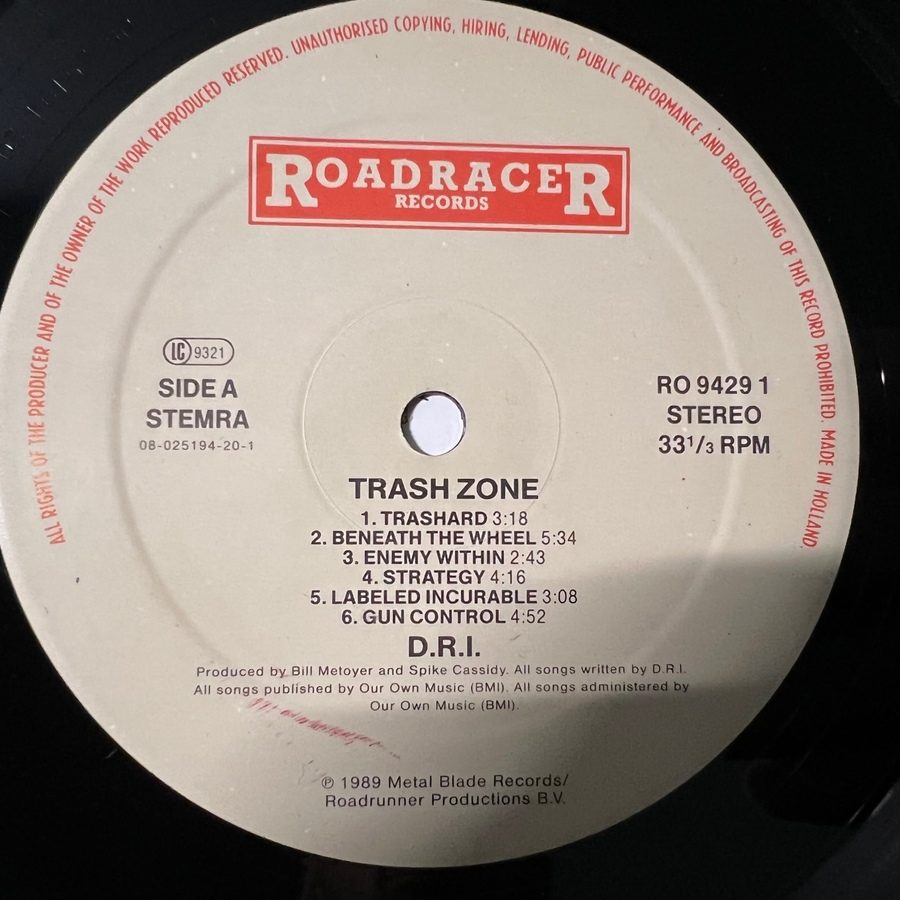 ALL RIGHTS OF THE PRODUCER AND OF THE OWNER OF THE WORK REPRODUCED RESERVED. UNAUTHORISED COPYING, HIRING, LENDING, PUBLIC PERFORMANCE AND BROADCASTING OF THIS RECORD PROHIBITED. MADE IN HOLLAND.
ROADRACER
RECORDS
LC 9321
SIDE A
STEMRA
08-025194-20-1
RO 9429 1
STEREO
33 1/3 RPM
TRASH ZONE
1. TRASHARD 3:18
2. BENEATH THE WHEEL 5:34
3. ENEMY WITHIN 2:43
4. STRATEGY 4:16
5. LABELED INCURABLE 3:08
6. GUN CONTROL 4:52
D.R.I.
Produced by Bill Metoyer and Spike Cassidy. All songs written by D.R.I.
All songs published by Our Own Music (BMI). All songs administered by
Our Own Music (BMI).
℗ 1989 Metal Blade Records/
Roadrunner Productions B.V.